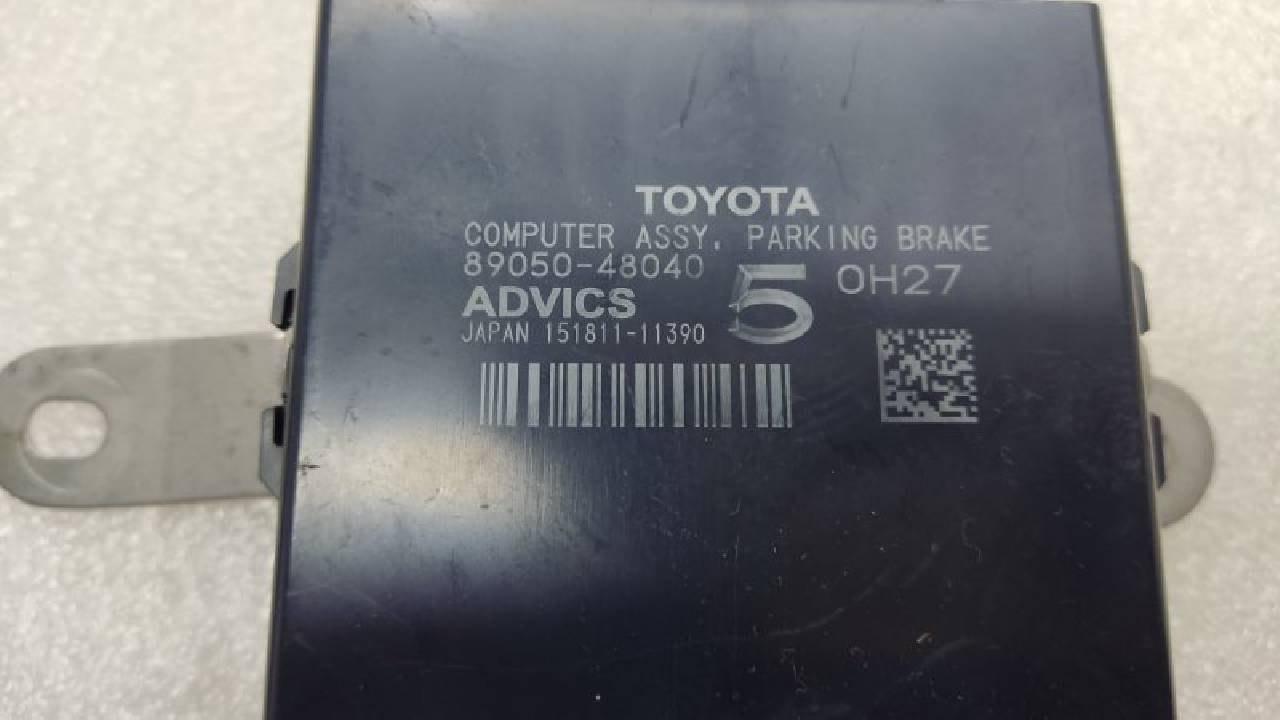 TOYOTA
COMPUTER ASSY, PARKING BRAKE
89050-48040 5 0H27
ADVICS
JAPAN 151811-11390